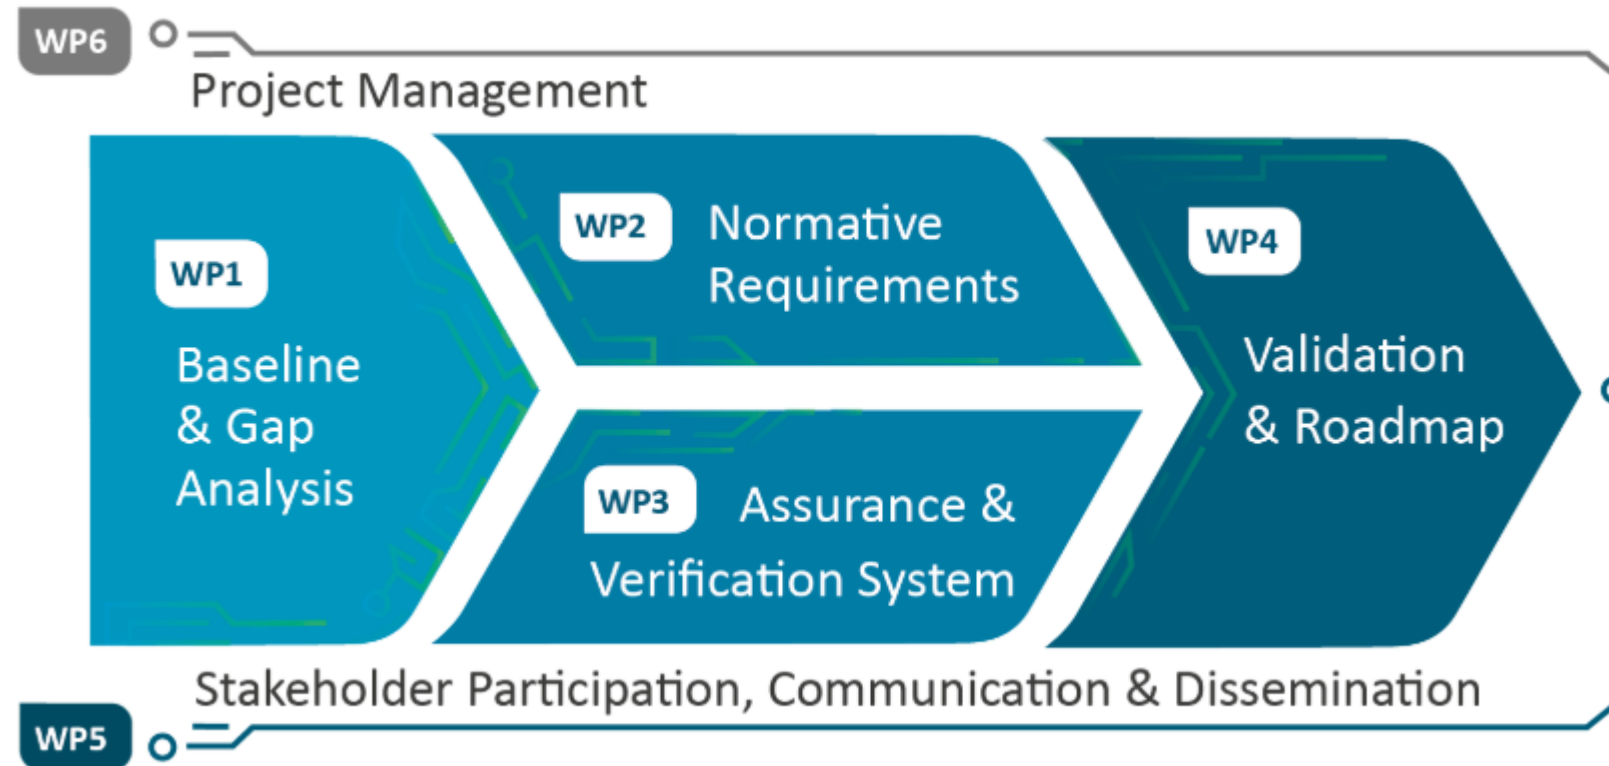 WP6
Project Management
WP1
Baseline
& Gap
Analysis
WP2
Normative
Requirements
WP3
Assurance &
Verification System
WP4
Validation
& Roadmap
Stakeholder Participation, Communication & Dissemination
WP5